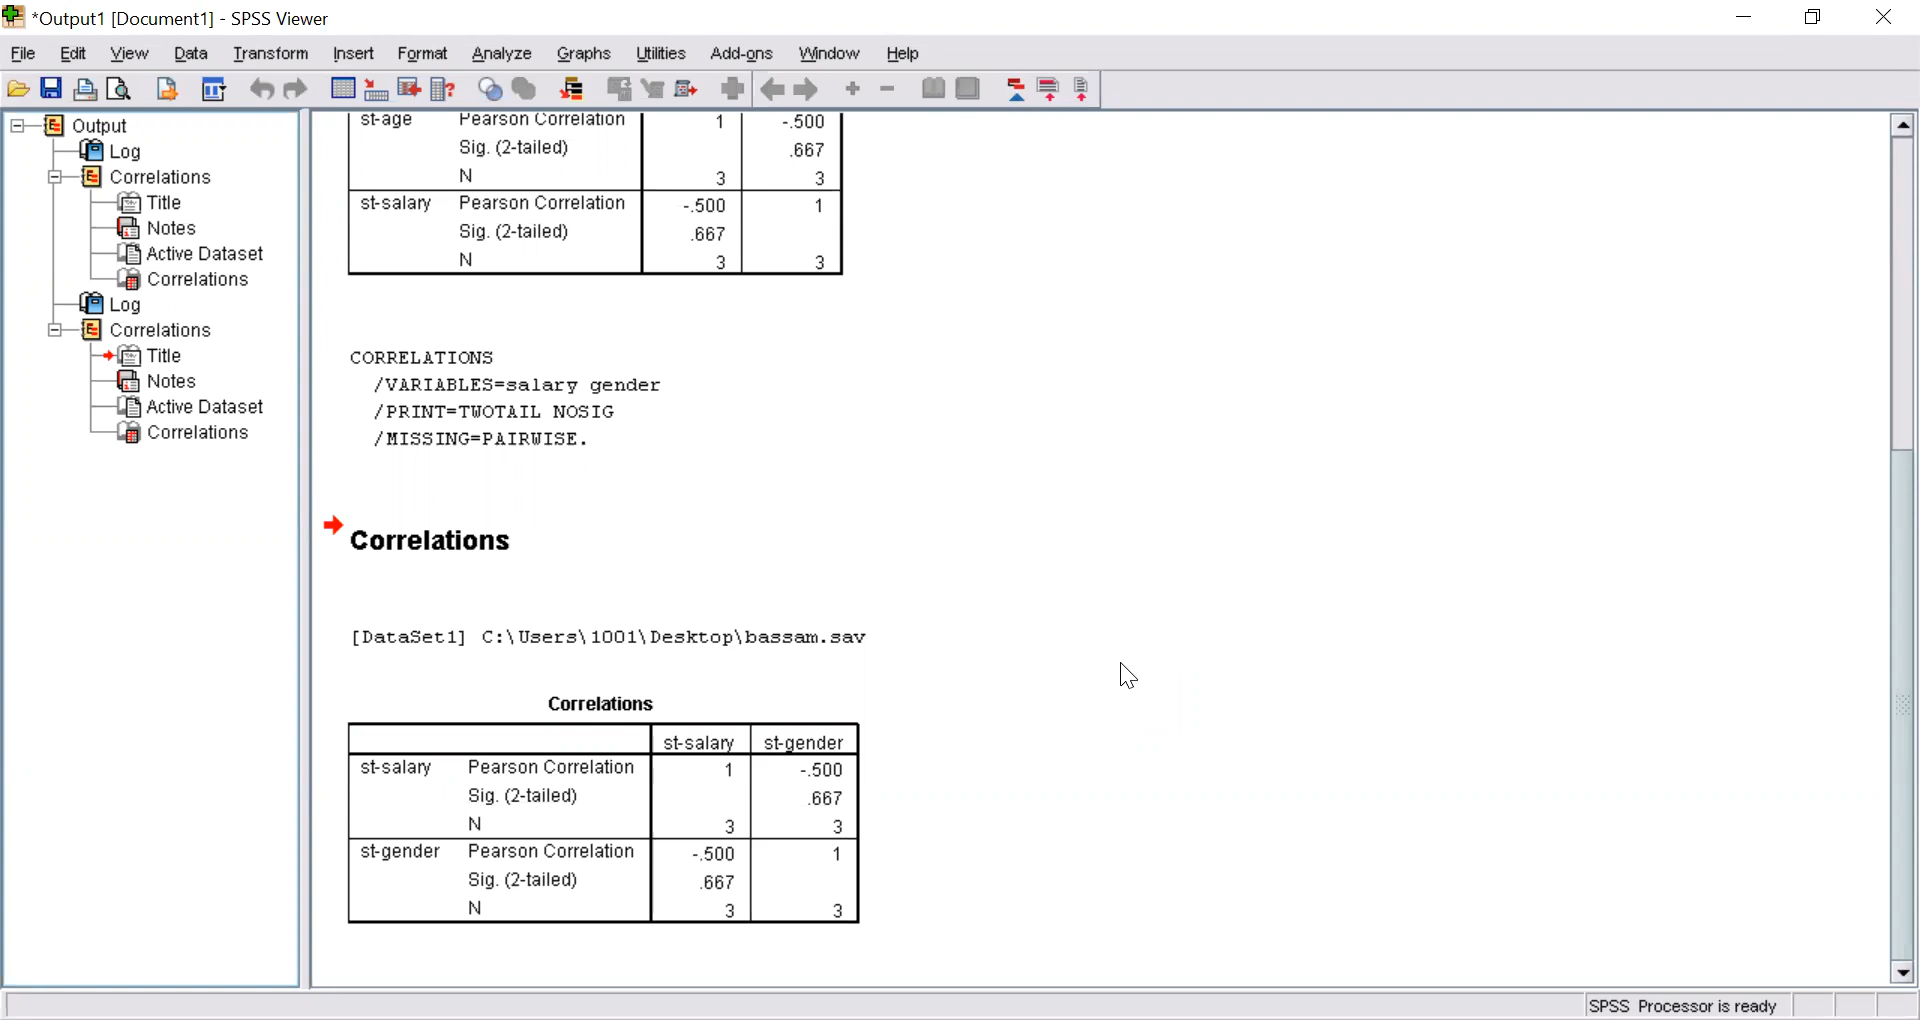 *Output1 [Document1] - SPSS Viewer
File Edit View Data Transform Insert Format Analyze Graphs Utilities Add-ons Window Help
Output
Log
Correlations
Title
Notes
Active Dataset
Correlations
Log
Correlations
Title
Notes
Active Dataset
Correlations
st-age Pearson Correlation 1 -.500
Sig. (2-tailed) .667
N 3 3
st-salary Pearson Correlation -.500 1
Sig. (2-tailed) .667
N 3 3
CORRELATIONS
/VARIABLES=salary gender
/PRINT=TWOTAIL NOSIG
/MISSING=PAIRWISE.
Correlations
[DataSet1] C:\Users\1001\Desktop\bassam.sav
Correlations
st-salary st-gender
st-salary Pearson Correlation 1 -.500
Sig. (2-tailed) .667
N 3 3
st-gender Pearson Correlation -.500 1
Sig. (2-tailed) .667
N 3 3
SPSS Processor is ready